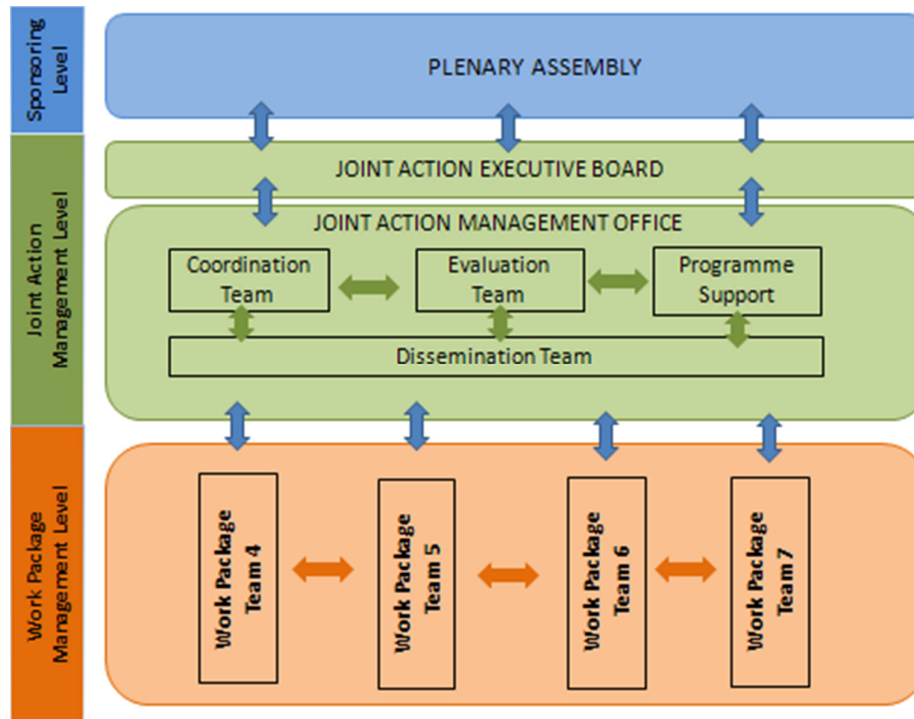 Sponsoring
Level
PLENARY ASSEMBLY
Joint Action
Management Level
JOINT ACTION EXECUTIVE BOARD
JOINT ACTION MANAGEMENT OFFICE
Coordination
Team
Evaluation
Team
Programme
Support
Dissemination Team
Work Package
Management Level
Work Package
Team 4
Work Package
Team 5
Work Package
Team 6
Work Package
Team 7